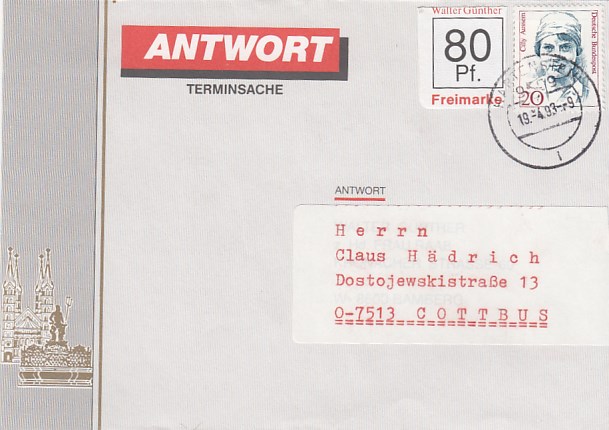 ANTWORT
TERMINSACHE
Walter Günther
80
Pf.
Freimarke
Cilly Aussem
Deutsche Bundespost
20
19.-4.93-
ANTWORT
Herrn
Claus Hädrich
Dostojewskistraße 13
O-7513 COTTBUS
BAMBERG